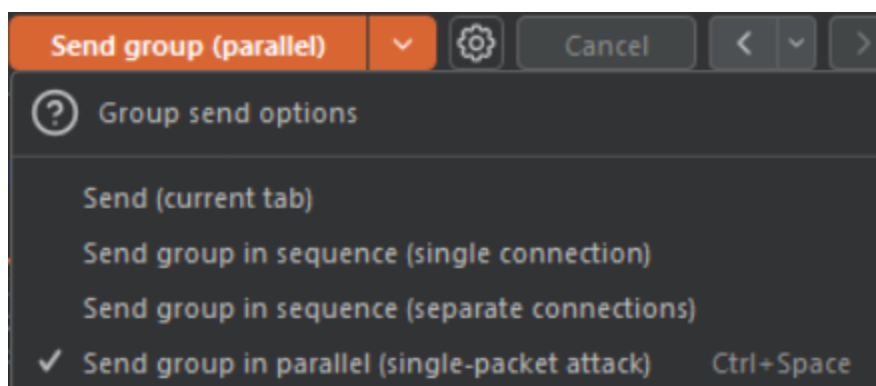 Send group (parallel)
Cancel
Group send options
Send (current tab)
Send group in sequence (single connection)
Send group in sequence (separate connections)
Send group in parallel (single-packet attack) Ctrl+Space